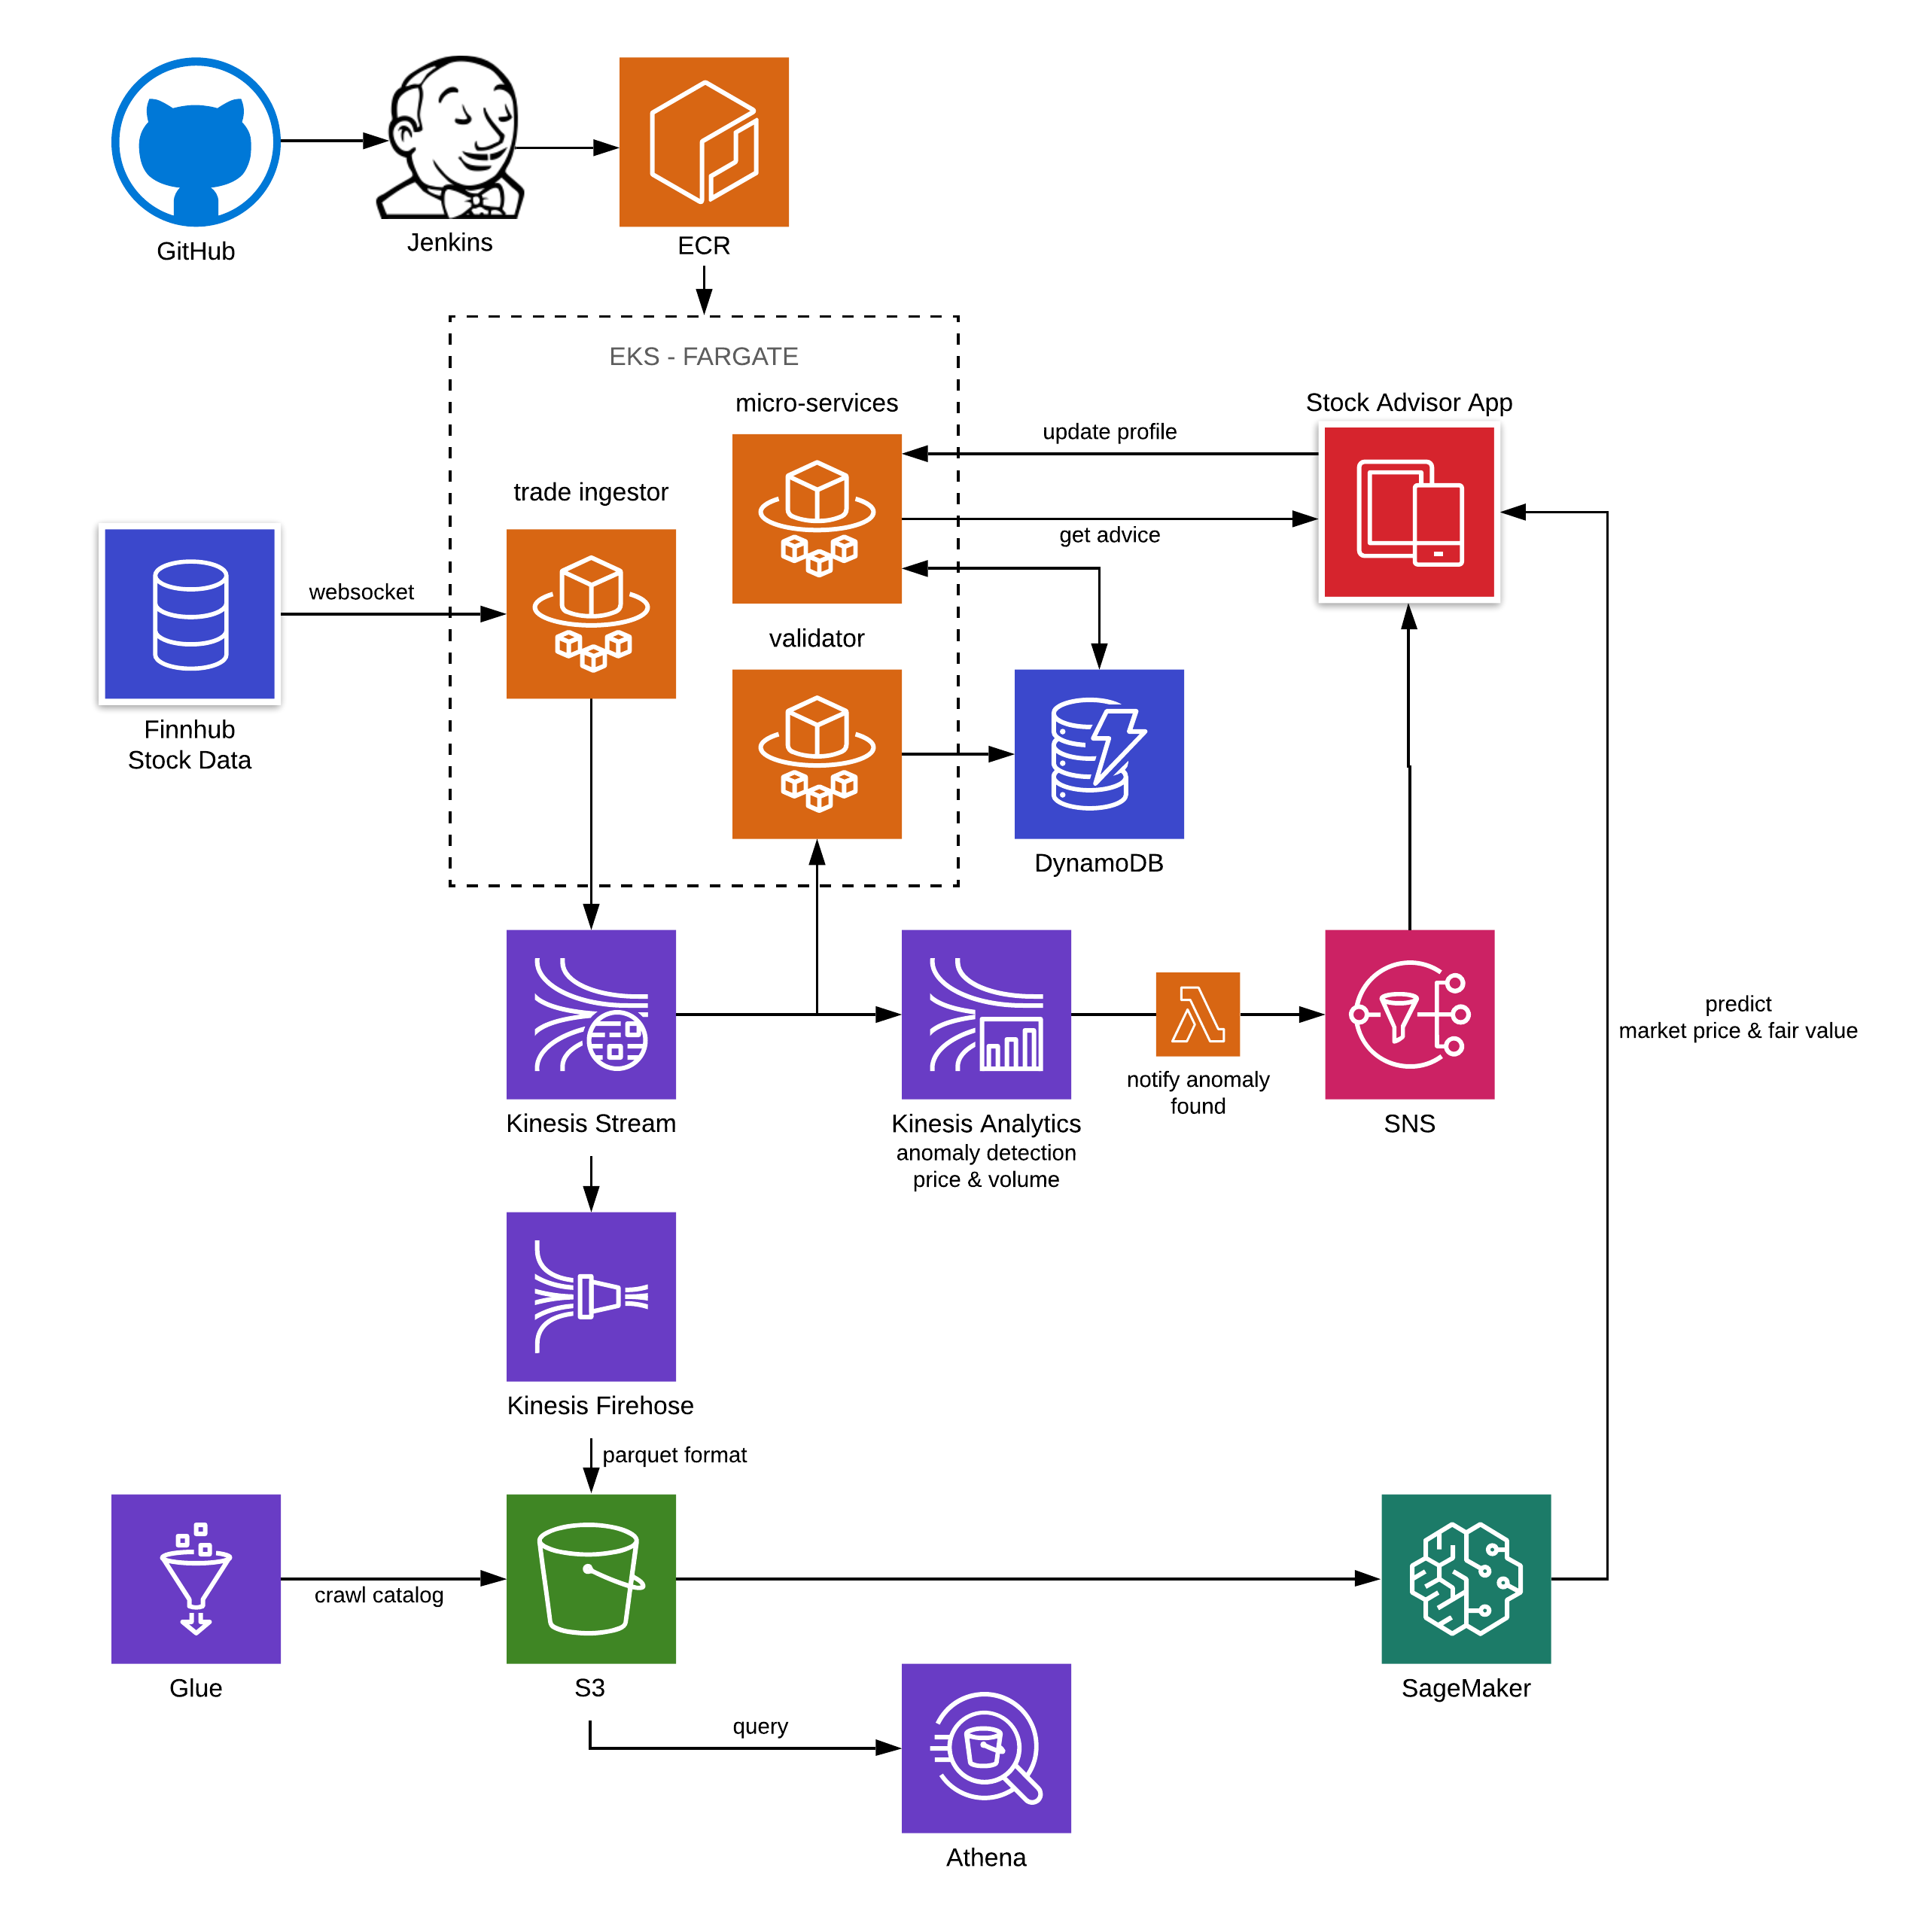 GitHub
Jenkins
ECR
EKS - FARGATE
micro-services
Stock Advisor App
update profile
trade ingestor
get advice
websocket
validator
Finnhub
Stock Data
DynamoDB
predict
market price & fair value
notify anomaly
found
Kinesis Stream
Kinesis Analytics
anomaly detection
price & volume
SNS
Kinesis Firehose
parquet format
crawl catalog
Glue
S3
SageMaker
query
Athena